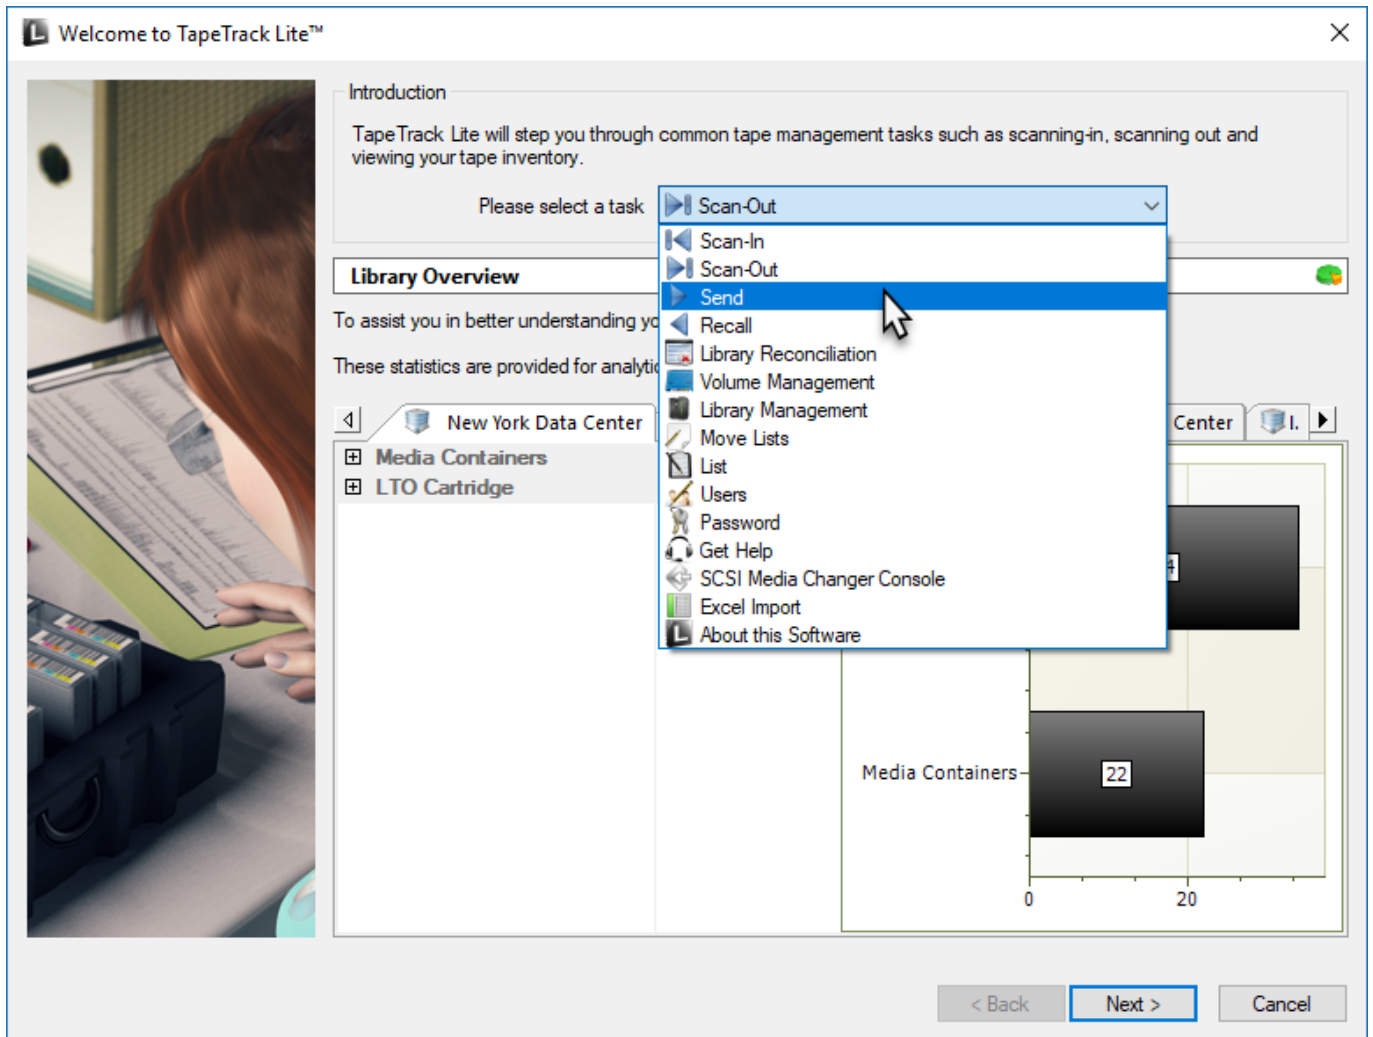 Welcome to TapeTrack Lite™
Introduction
TapeTrack Lite will step you through common tape management tasks such as scanning-in, scanning out and
viewing your tape inventory.
Please select a task
Scan-Out
Scan-In
Scan-Out
Send
Recall
Library Reconciliation
Volume Management
Library Management
Move Lists
List
Users
Password
Get Help
SCSI Media Changer Console
Excel Import
About this Software
Library Overview
To assist you in better understanding
These statistics are provided for
New York Data Center
Center
Media Containers
LTO Cartridge
4
Media Containers
22
0
20
< Back
Next >
Cancel